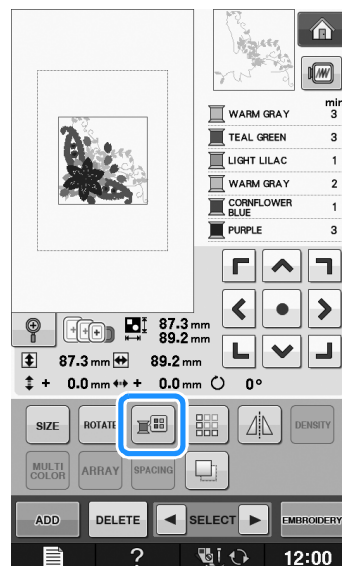 min
WARM GRAY 3
TEAL GREEN 3
LIGHT LILAC 1
WARM GRAY 2
CORNFLOWER
BLUE 1
PURPLE 3
87.3 mm
89.2 mm
87.3 mm 89.2 mm
+ 0.0 mm + 0.0 mm 0°
SIZE ROTATE DENSITY
MULTI
COLOR ARRAY SPACING
ADD DELETE SELECT EMBROIDERY
? 12:00